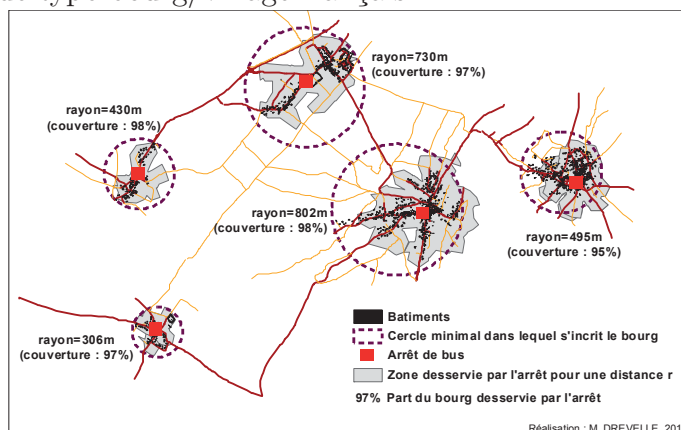 rayon=730m
(couverture : 97%)
rayon=430m
(couverture : 98%)
rayon=802m
(couverture : 98%)
rayon=495m
(couverture : 95%)
rayon=306m
(couverture : 97%)
Batiments
Cercle minimal dans lequel s'incrit le bourg
Arrêt de bus
Zone desservie par l'arrêt pour une distance r
97% Part du bourg desservie par l'arrêt
Réalisation : M. DREVELLE, 201